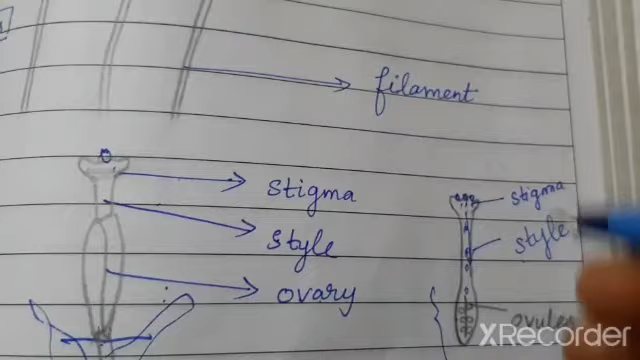 filament
stigma
style
ovary
stigma
style
ovules
XRecorder